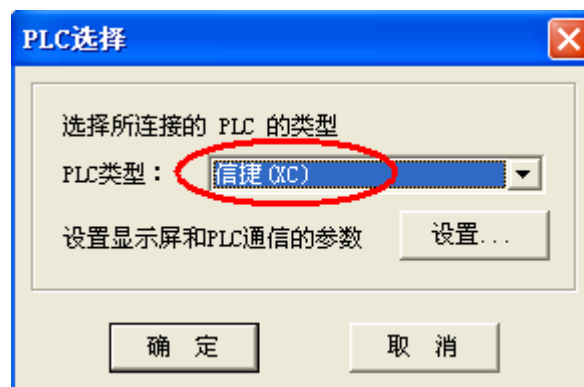 PLC选择
选择所连接的 PLC 的类型
PLC类型： 信捷(XC)
设置显示屏和PLC通信的参数 设置...
确 定 取 消